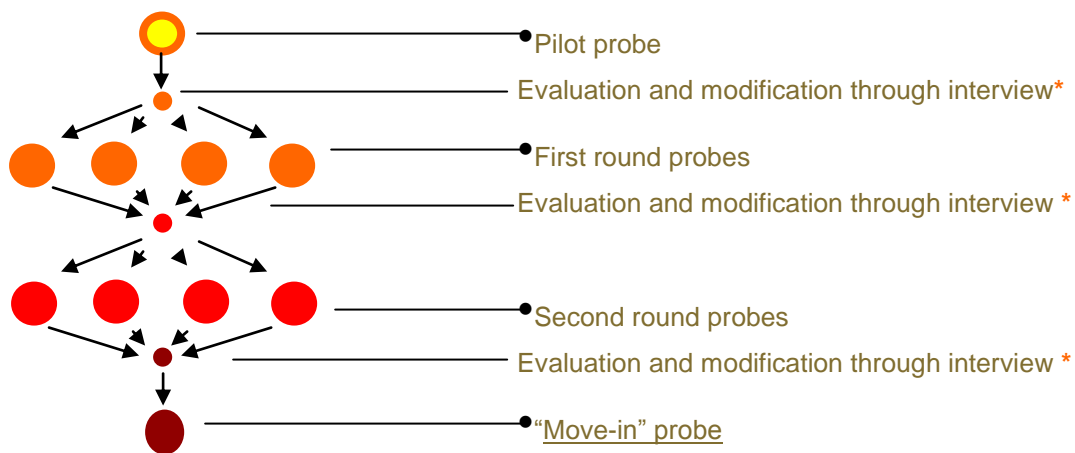 Pilot probe
Evaluation and modification through interview*
First round probes
Evaluation and modification through interview *
Second round probes
Evaluation and modification through interview *
“Move-in” probe